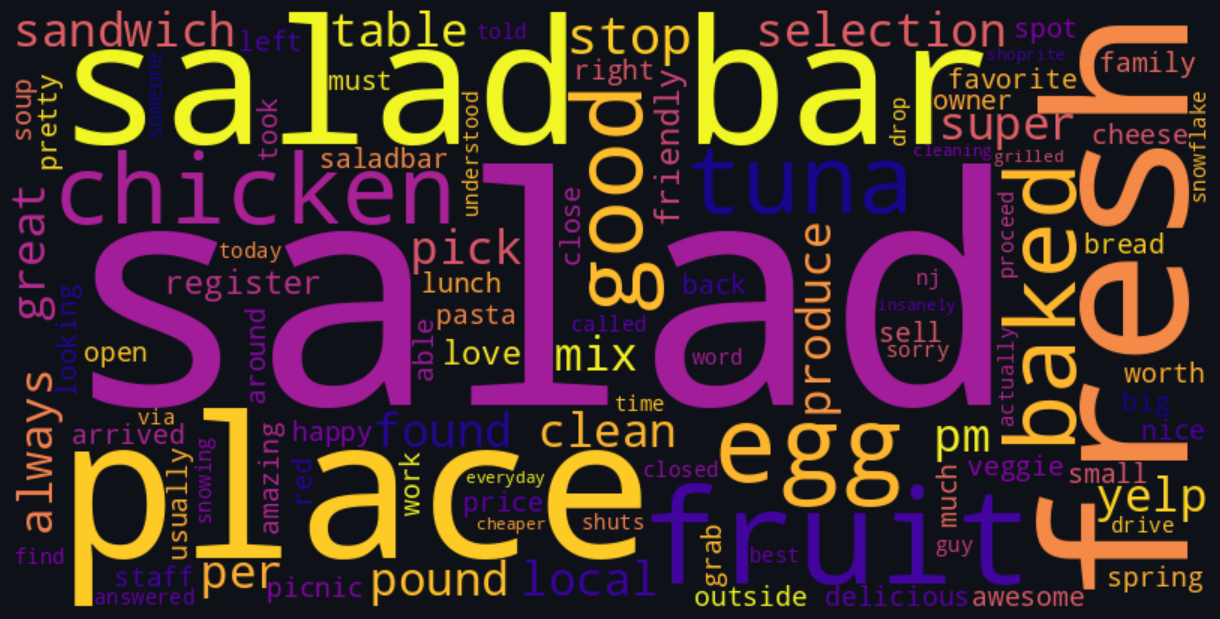 sandwich
left
table
told
stop
selection
spot
salad bar
someone
must
right
shoprite
family
favorite
owner
soup
pretty
took
understood
good
friendly
drop
super
cheese
fresh
snowflake
saladbar
cleaning
grilled
chicken
tuna
great
salad
close
baked
proceed
today
pick
bread
register
lunch
back
produce
nj
insanely
looking
around
pasta
called
sell
sorry
open
able
love
mix
word
actually
worth
always
time
big
via
arrived
happy
found
clean
egg
pm
nice
place
usually
snowing
amazing
red
work
everyday
closed
veggie
small
price
cheaper
shuts
fruit
much
yelp
drive
find
grab
best
guy
staff
per
picnic
pound
local
spring
answered
outside
delicious
awesome